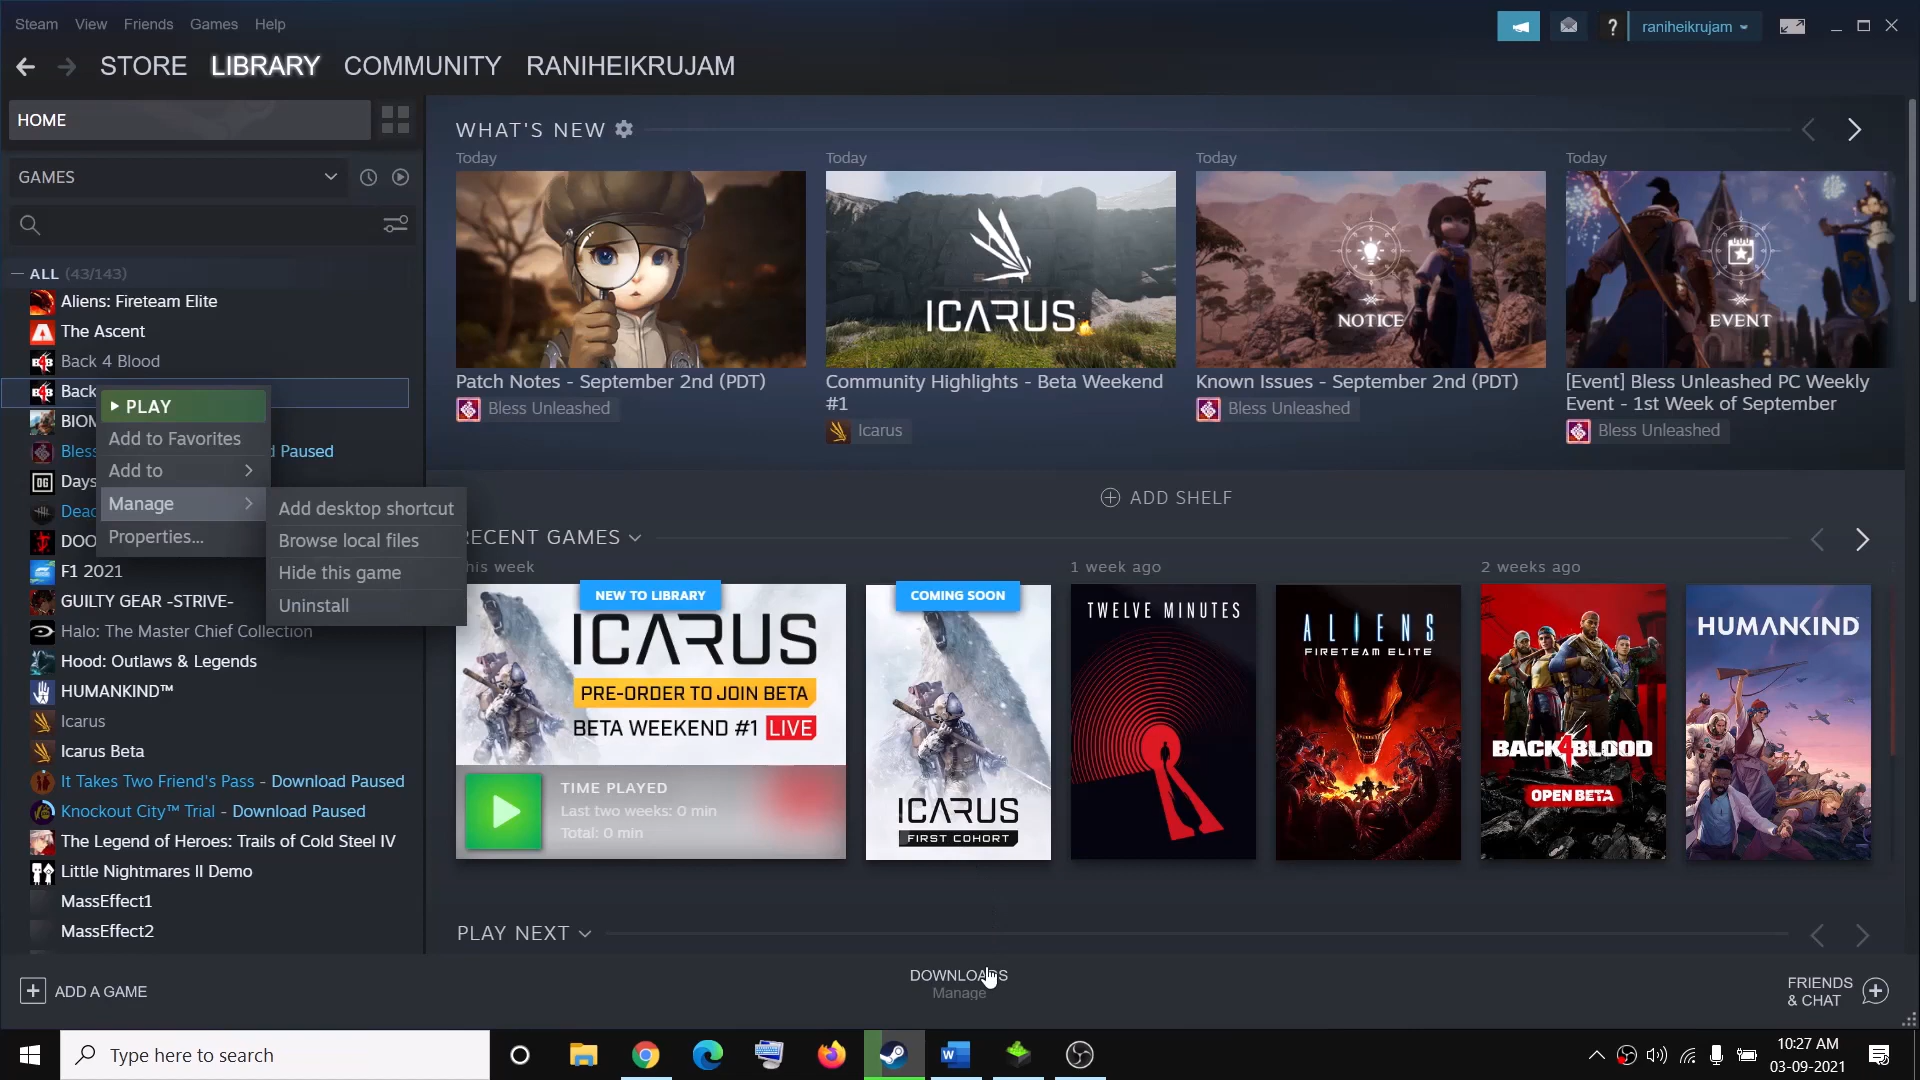 Steam View Friends Games Help
raniheikrujam
STORE LIBRARY COMMUNITY RANIHEIKRUJAM
HOME
GAMES
ALL (43/143)
Aliens: Fireteam Elite
The Ascent
Back 4 Blood
Back
BIOM
Bles d Paused
Days
Deac
DOO
F1 2021
GUILTY GEAR -STRIVE-
Halo: The Master Chief Collection
Hood: Outlaws & Legends
HUMANKIND™
Icarus
Icarus Beta
It Takes Two Friend's Pass - Download Paused
Knockout City™ Trial - Download Paused
The Legend of Heroes: Trails of Cold Steel IV
Little Nightmares II Demo
MassEffect1
MassEffect2
PLAY
Add to Favorites
Add to
Manage
Properties...
Add desktop shortcut
Browse local files
Hide this game
Uninstall
WHAT'S NEW
Today
Patch Notes - September 2nd (PDT)
Bless Unleashed
Today
ICARUS
Community Highlights - Beta Weekend
#1
Icarus
Today
NOTICE
Known Issues - September 2nd (PDT)
Bless Unleashed
Today
EVENT
[Event] Bless Unleashed PC Weekly
Event - 1st Week of September
Bless Unleashed
ADD SHELF
RECENT GAMES
his week
1 week ago
2 weeks ago
NEW TO LIBRARY
ICARUS
PRE-ORDER TO JOIN BETA
BETA WEEKEND #1 LIVE
TIME PLAYED
Last two weeks: 0 min
Total: 0 min
COMING SOON
ICARUS
FIRST COHORT
TWELVE MINUTES
ALIENS
FIRETEAM ELITE
BACK 4 BLOOD
OPEN BETA
HUMANKIND
PLAY NEXT
ADD A GAME
DOWNLOADS
Manage
FRIENDS
& CHAT
Type here to search
10:27 AM
03-09-2021